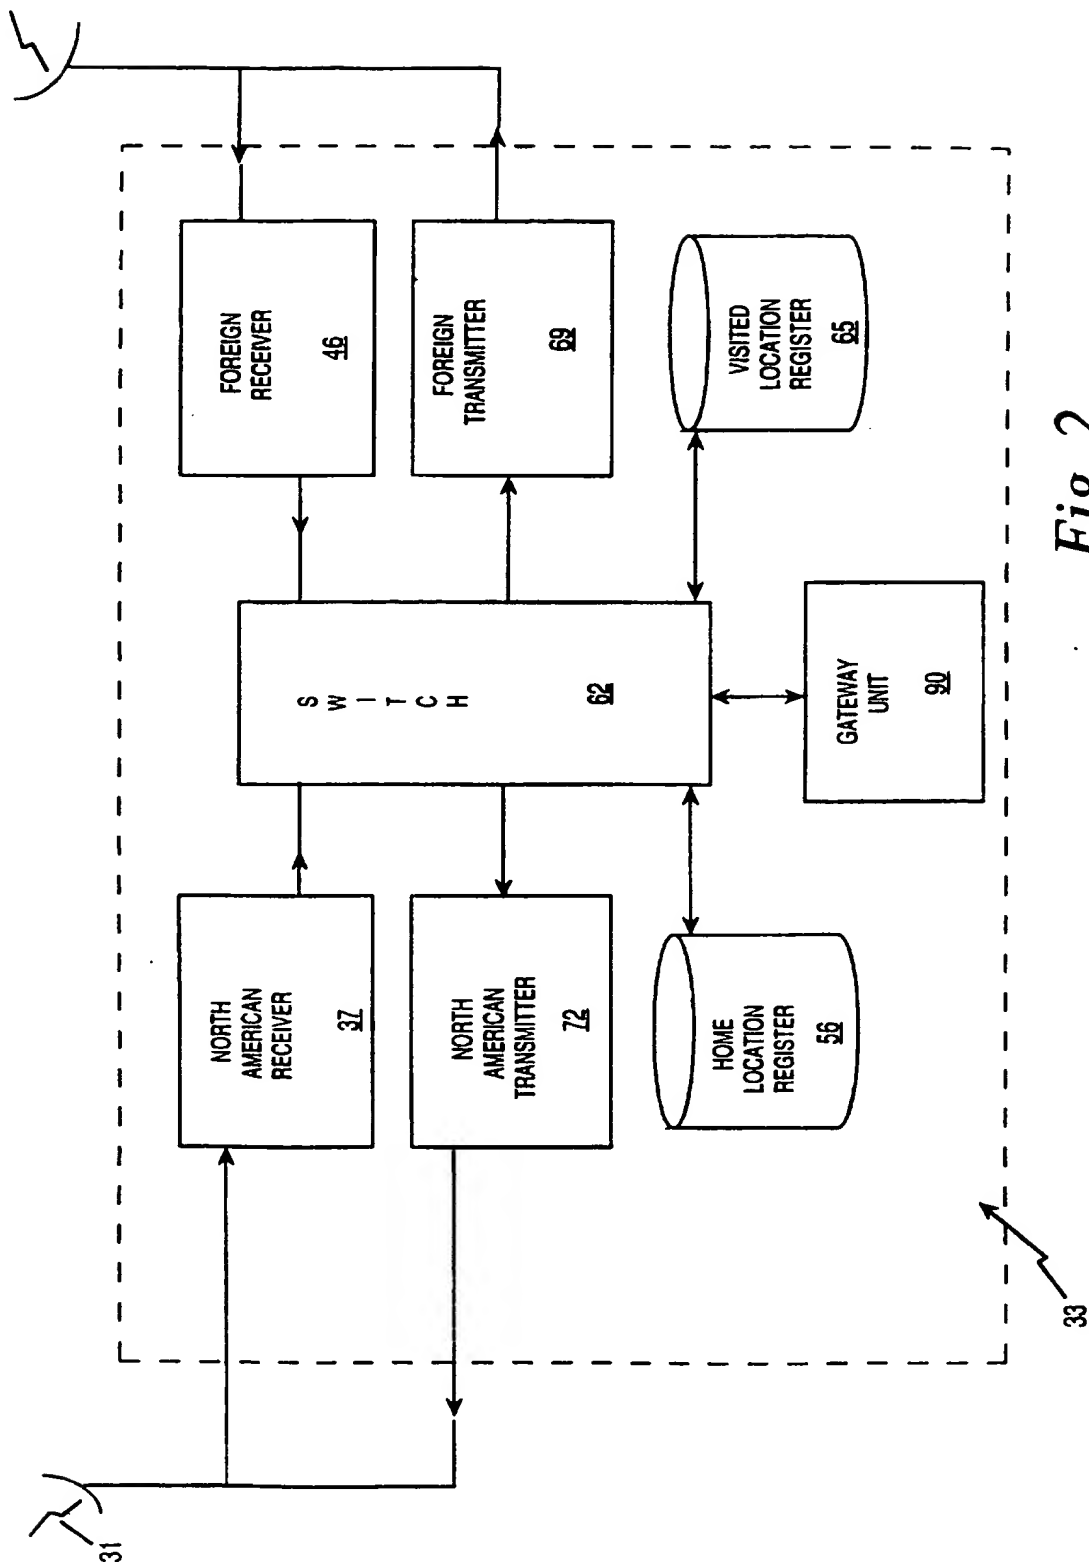 31
NORTH
AMERICAN
RECEIVER
37
FOREIGN
RECEIVER
46
S
W
I
T
C
H
62
NORTH
AMERICAN
TRANSMITTER
72
FOREIGN
TRANSMITTER
69
HOME
LOCATION
REGISTER
56
VISITED
LOCATION
REGISTER
65
GATEWAY
UNIT
90
33
Fig. 2